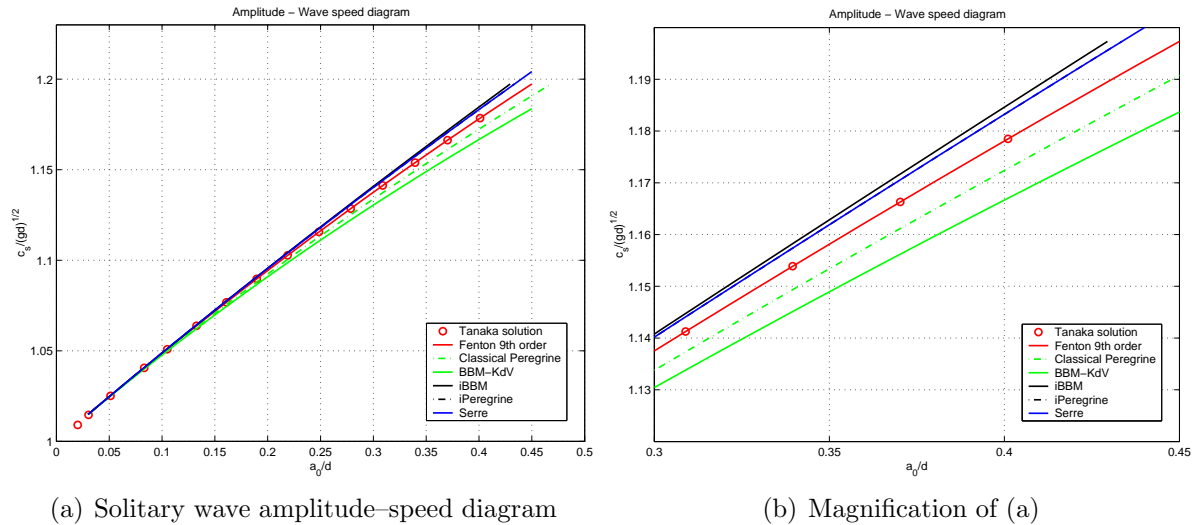 Amplitude − Wave speed diagram
c_s/(gd)^{1/2}
1.2
1.15
1.1
1.05
1
0 0.05 0.1 0.15 0.2 0.25 0.3 0.35 0.4 0.45 0.5
a_0/d
Tanaka solution
Fenton 9th order
Classical Peregrine
BBM−KdV
iBBM
iPeregrine
Serre
(a) Solitary wave amplitude–speed diagram
Amplitude − Wave speed diagram
c_s/(gd)^{1/2}
1.19
1.18
1.17
1.16
1.15
1.14
1.13
0.3 0.35 0.4 0.45
a_0/d
Tanaka solution
Fenton 9th order
Classical Peregrine
BBM−KdV
iBBM
iPeregrine
Serre
(b) Magnification of (a)